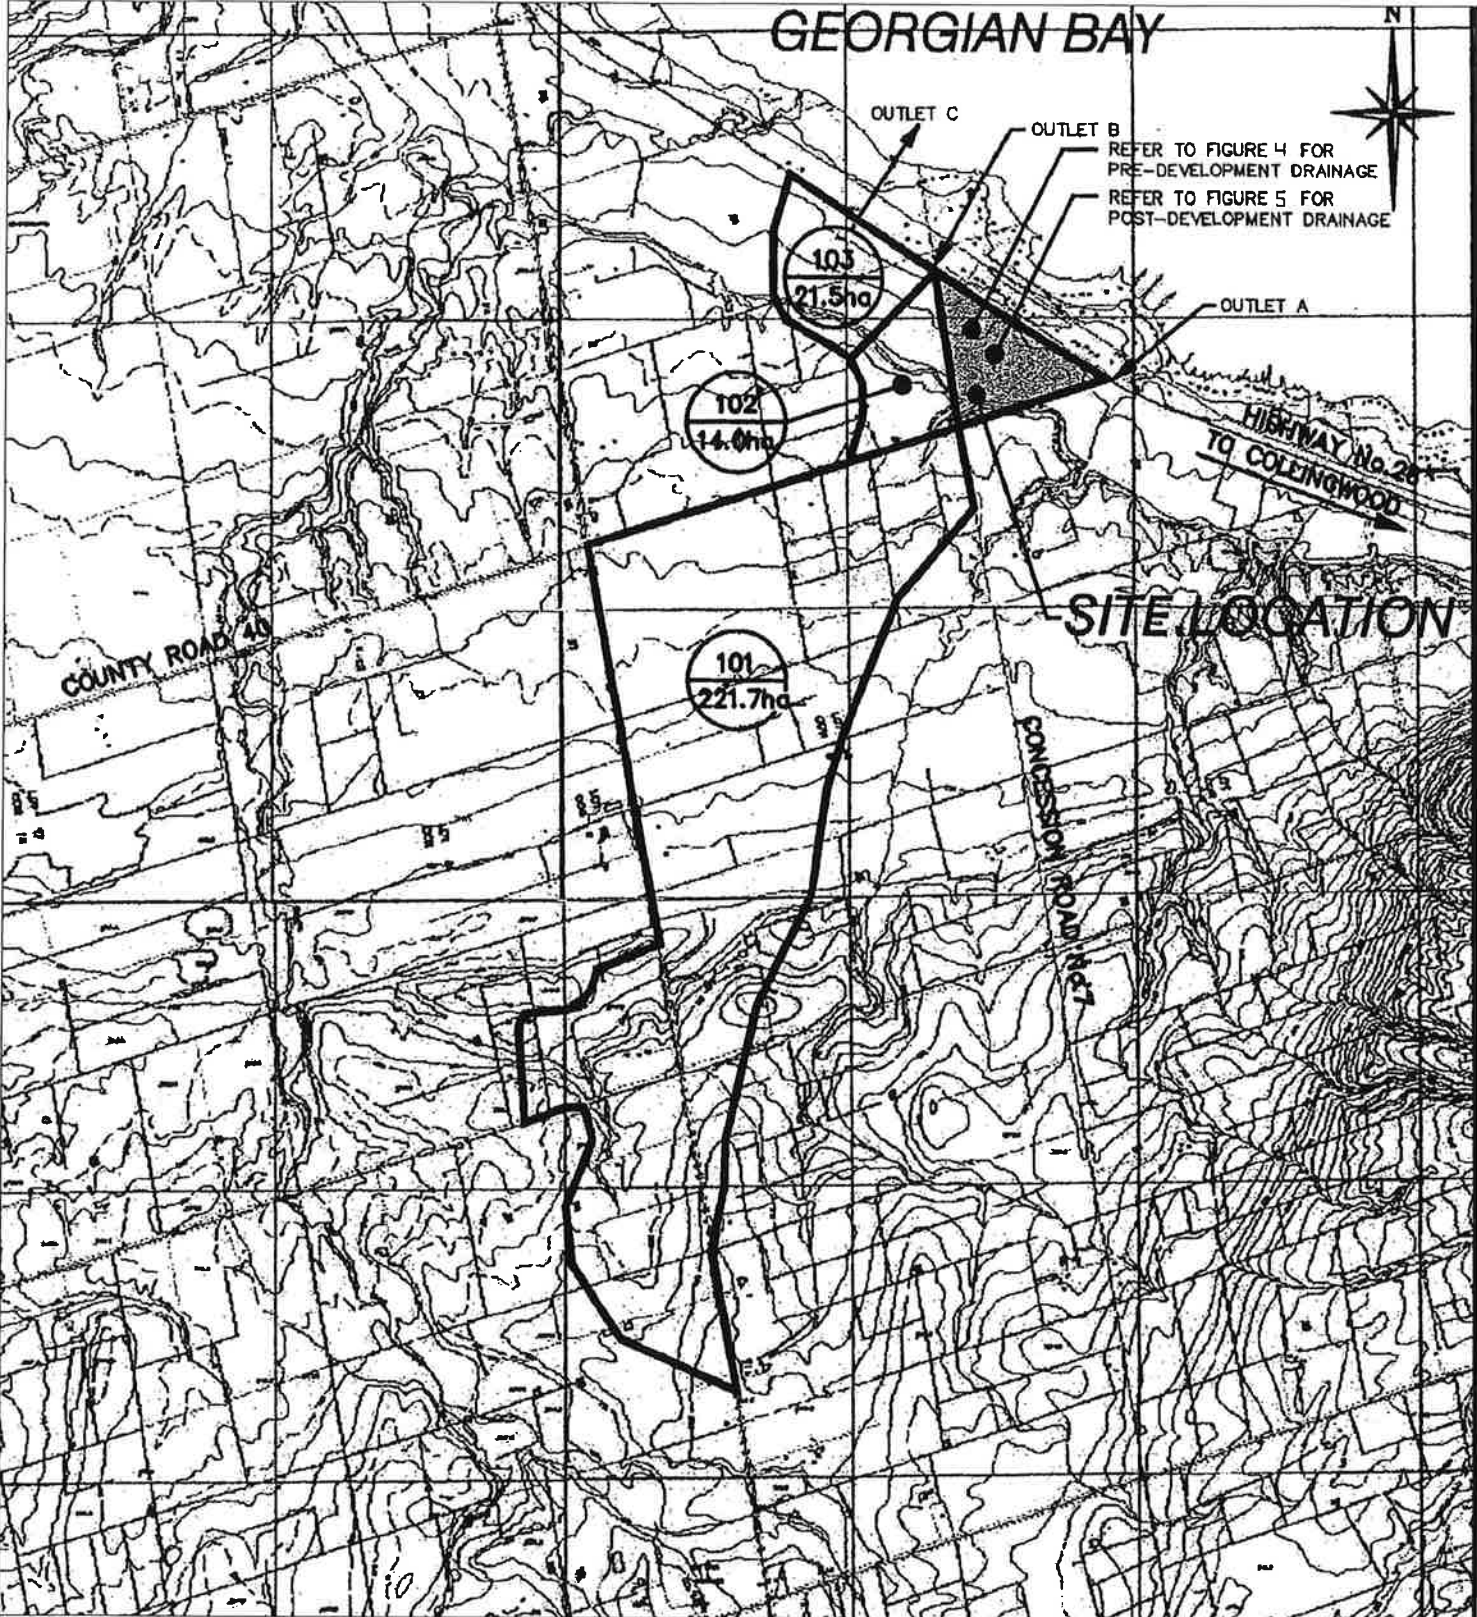 GEORGIAN BAY
N
OUTLET C
OUTLET B
REFER TO FIGURE 4 FOR
PRE-DEVELOPMENT DRAINAGE
REFER TO FIGURE 5 FOR
POST-DEVELOPMENT DRAINAGE
103
21.5ha
OUTLET A
102
14.0ha
HIGHWAY No. 26
TO COLLINGWOOD
SITE LOCATION
COUNTY ROAD 40
101
221.7ha
CONCESSION ROAD No. 7